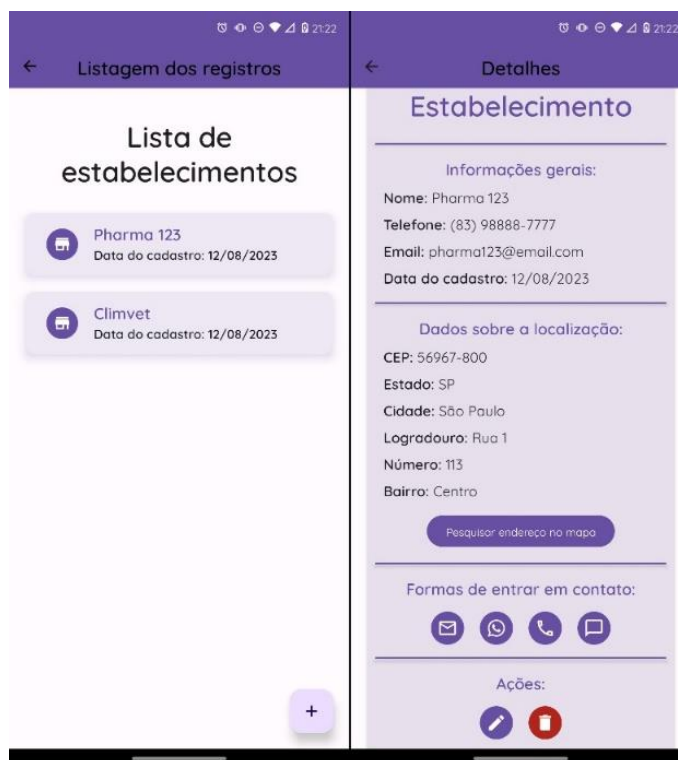 21:22
Listagem dos registros
Lista de
estabelecimentos
Pharma 123
Data do cadastro: 12/08/2023
Climvet
Data do cadastro: 12/08/2023
+
21:22
Detalhes
Estabelecimento
Informações gerais:
Nome: Pharma 123
Telefone: (83) 98888-7777
Email: pharma123@email.com
Data do cadastro: 12/08/2023
Dados sobre a localização:
CEP: 56967-800
Estado: SP
Cidade: São Paulo
Logradouro: Rua 1
Número: 113
Bairro: Centro
Pesquisar endereço no mapa
Formas de entrar em contato:
Ações: